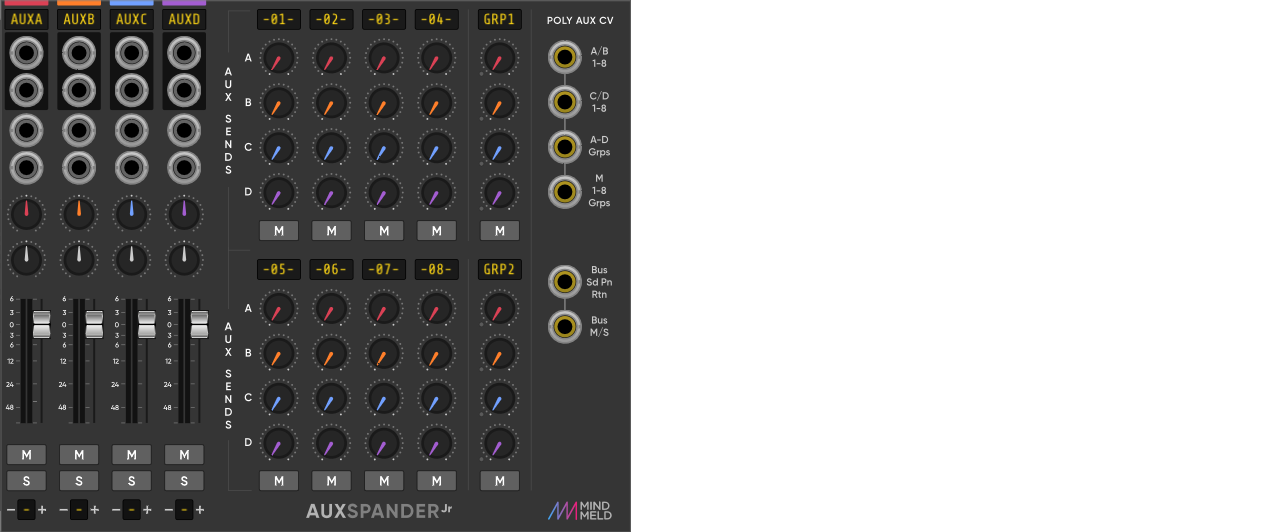 AUXA AUXB AUXC AUXD
-01- -02- -03- -04- GRP1
POLY AUX CV
AUX SENDS
A
B
C
D
M M M M M
A/B
1-8
C/D
1-8
A-D
Grps
M
1-8
Grps
-05- -06- -07- -08- GRP2
AUX SENDS
A
B
C
D
M M M M M
Bus
Sd Pn
Rtn
Bus
M/S
6 6 6 6
3 3 3 3
0 0 0 0
3 3 3 3
6 6 6 6
12 12 12 12
24 24 24 24
48 48 48 48
M M M M
S S S S
- - + - - + - - + - - +
AUXSPANDER Jr
MIND
MELD